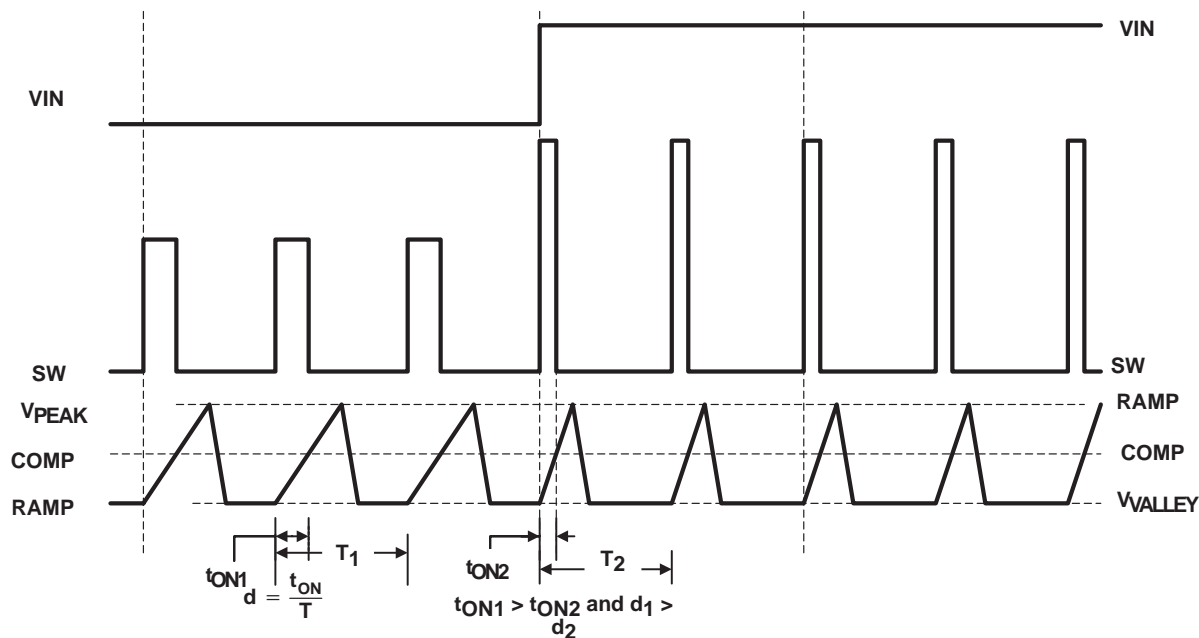 VIN
VIN
SW
SW
VPEAK
RAMP
COMP
COMP
RAMP
VVALLEY
tON1
T1
tON2
T2
d = tON/T
tON1 > tON2 and d1 >
d2